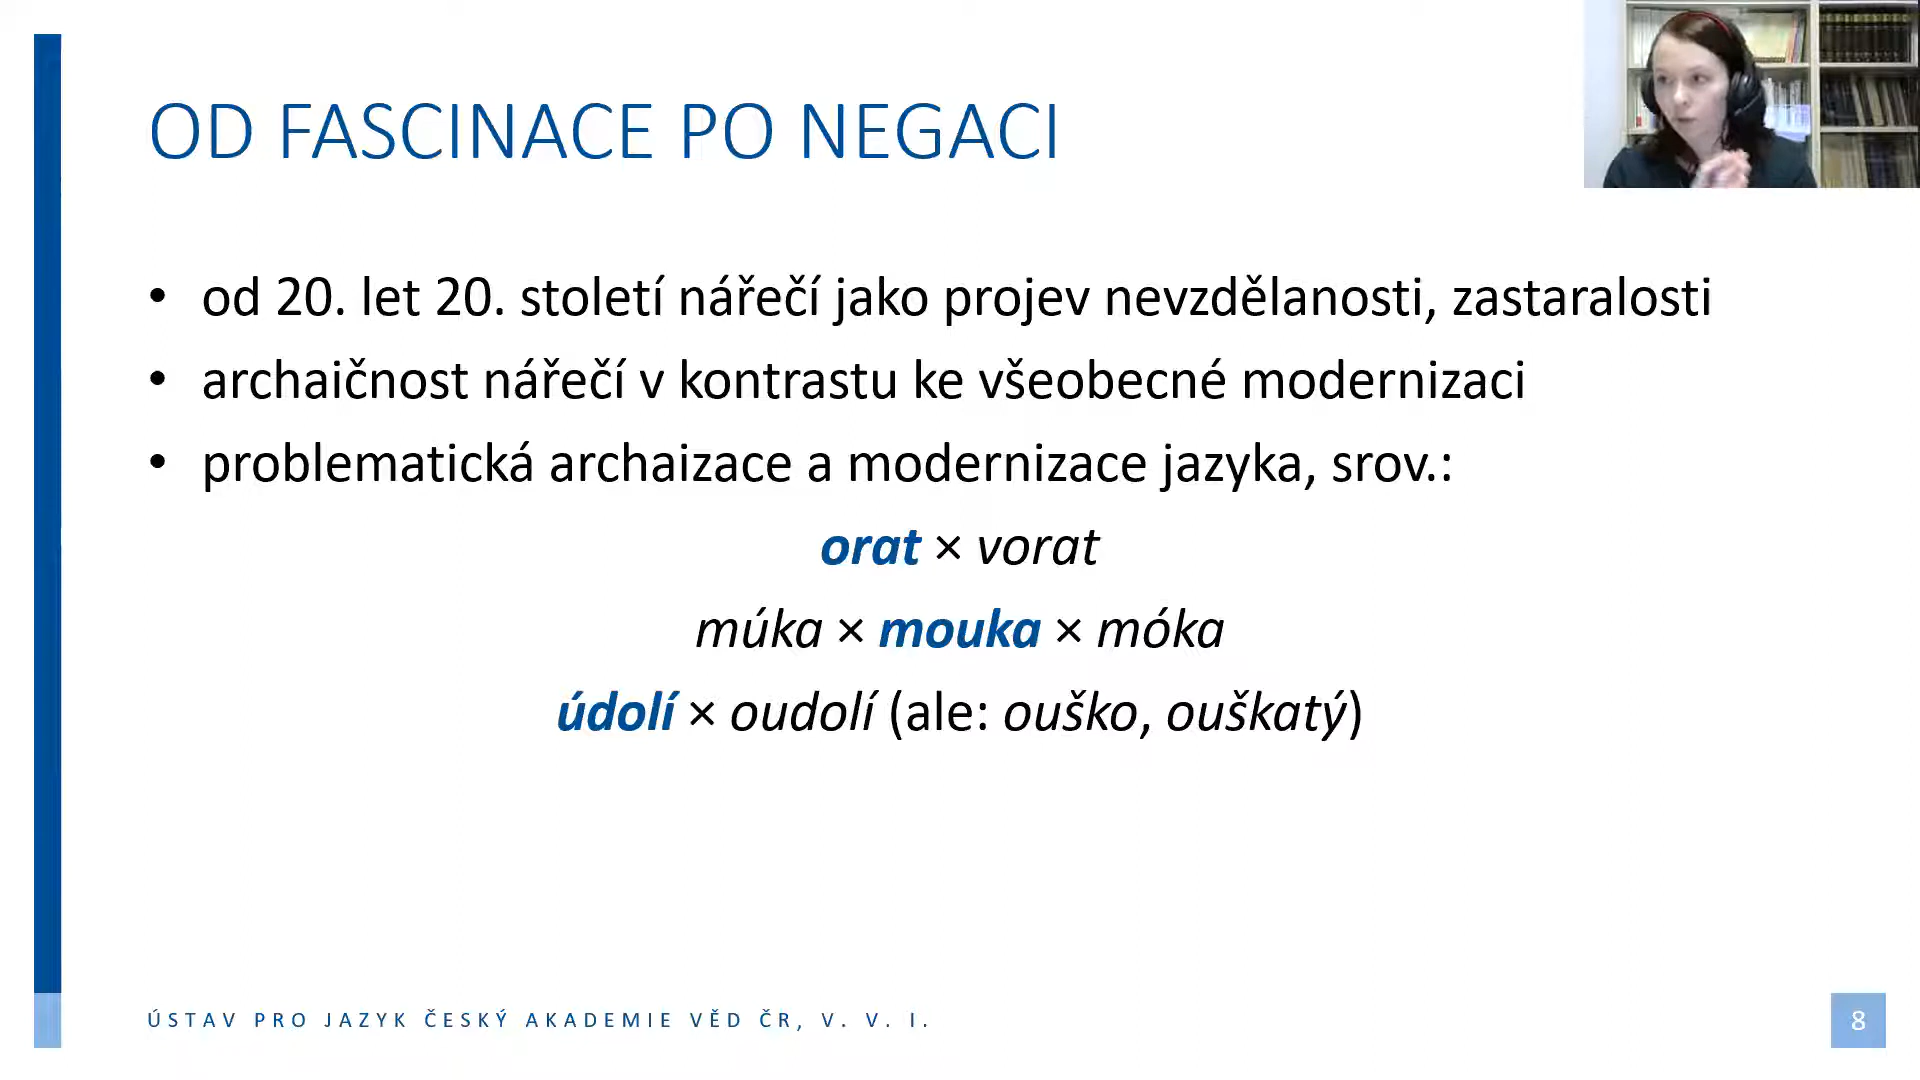 OD FASCINACE PO NEGACI
• od 20. let 20. století nářečí jako projev nevzdělanosti, zastaralosti
• archaičnost nářečí v kontrastu ke všeobecné modernizaci
• problematická archaizace a modernizace jazyka, srov.:
orat × vorat
múka × mouka × móka
údolí × oudolí (ale: ouško, ouškatý)
ÚSTAV PRO JAZYK ČESKÝ AKADEMIE VĚD ČR, V. V. I.
8